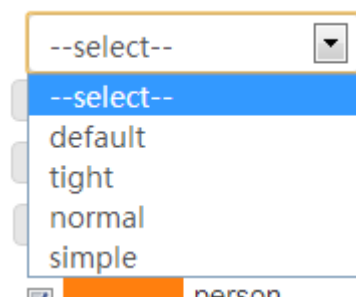 --select--
--select--
default
tight
normal
simple
person